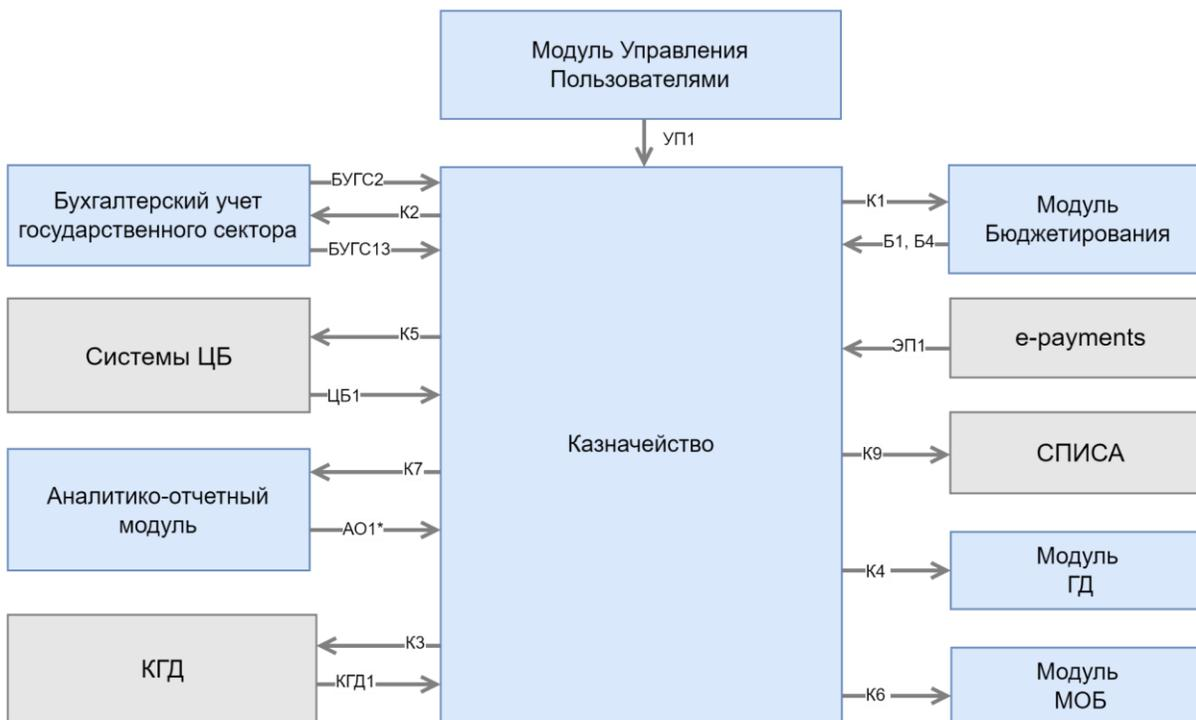 Модуль Управления
Пользователями
УП1
Бухгалтерский учет
государственного сектора
БУГС2
К2
БУГС13
К1
Б1, Б4
Модуль
Бюджетирования
Системы ЦБ
К5
ЦБ1
ЭП1
e-payments
Казначейство
Аналитико-отчетный
модуль
К7
АО1*
К9
СПИСА
К4
Модуль
ГД
КГД
К3
КГД1
К6
Модуль
МОБ